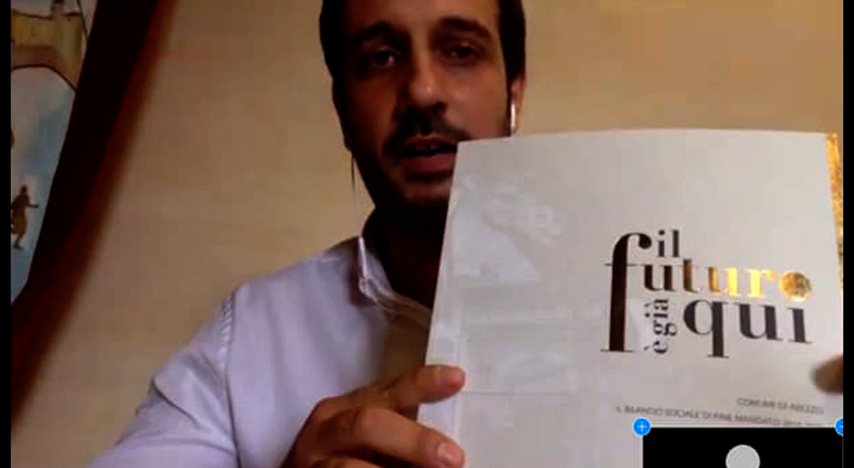 il
futuro
è già
qui
COMUNE DI AREZZO
IL BILANCIO SOCIALE DI FINE MANDATO